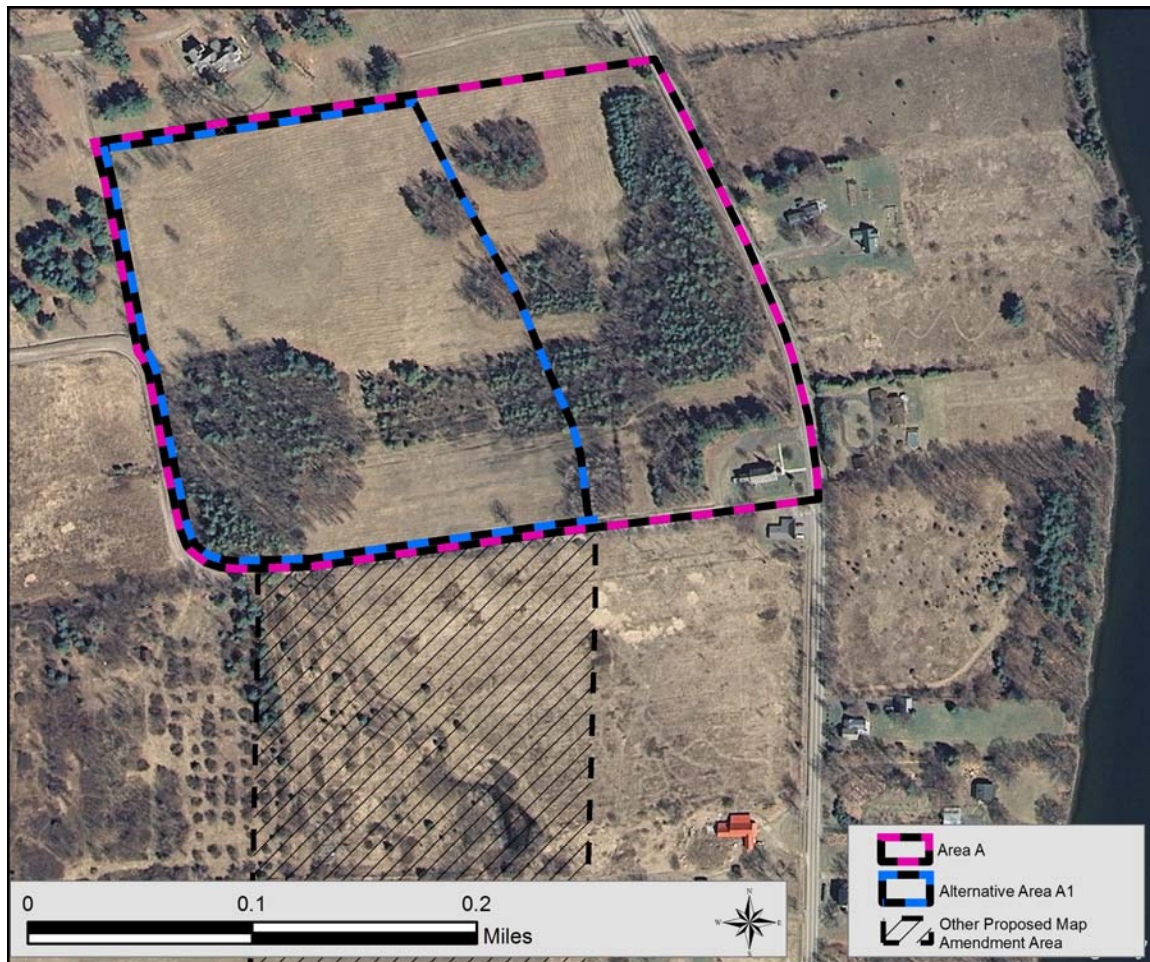 Area A
Alternative Area A1
Other Proposed Map
Amendment Area
0 0.1 0.2
Miles
N
W E
S